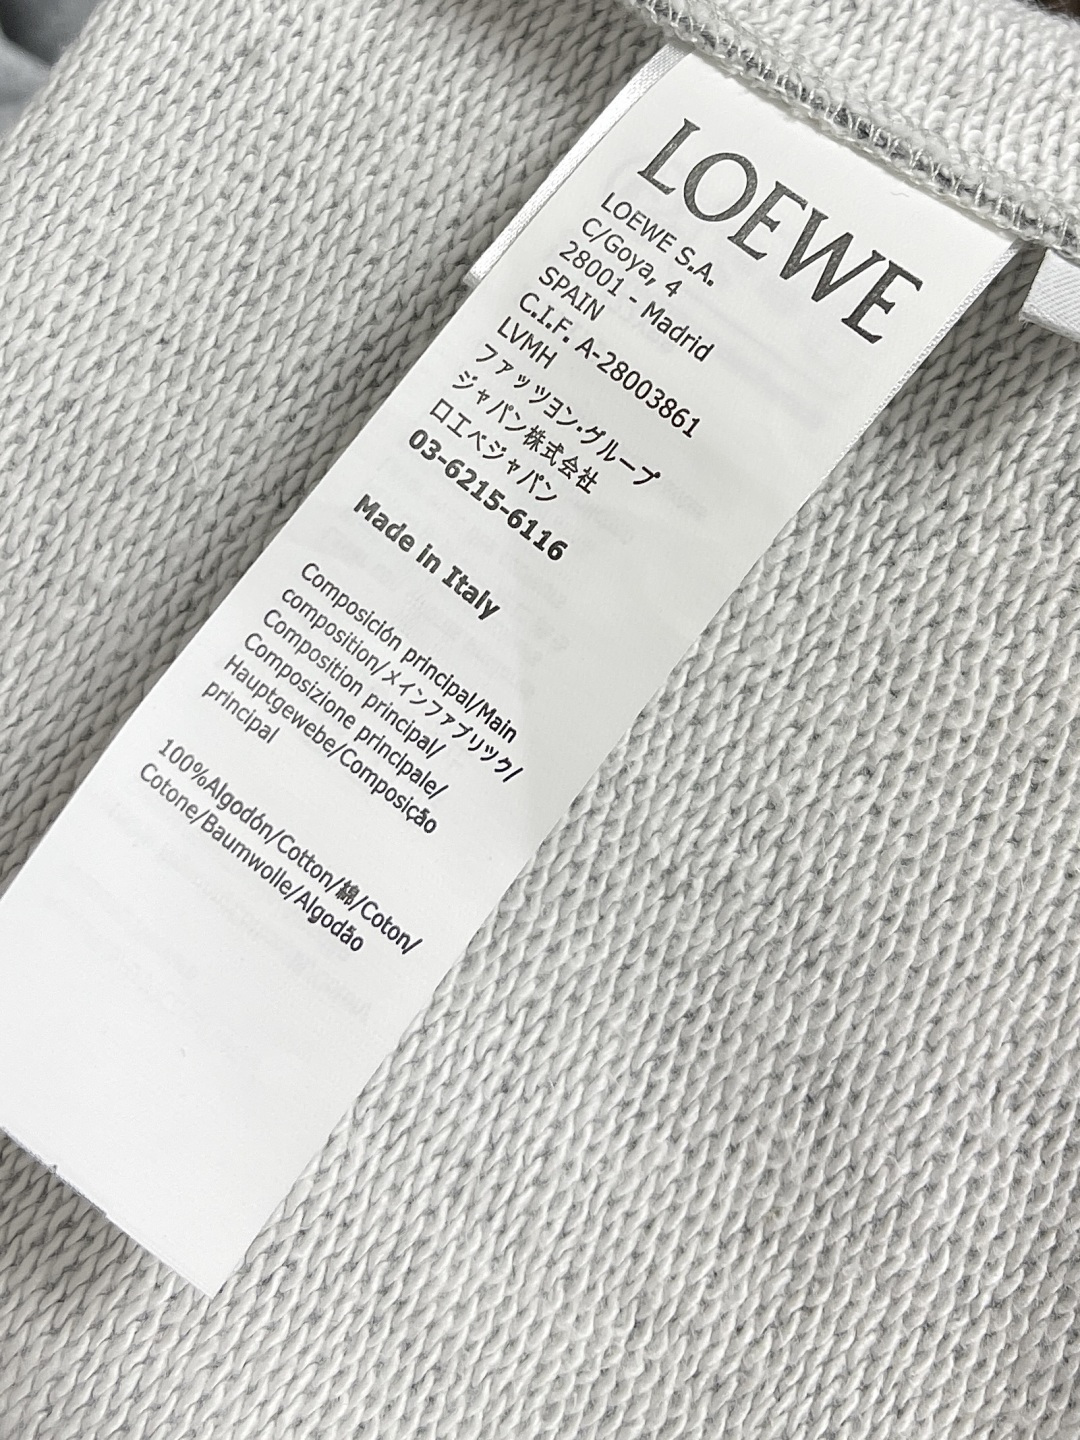 LOEWE
LOEWE S.A.
C/Goya, 4
28001 - Madrid
SPAIN
C.I.F. A-28003861
LVMH
ファッツヨン·グループ
ジャパン株式会社
ロエベジャパン
03-6215-6116
Made in Italy
Composición principal/Main
composition/メインファブリック/
Composition principal/
Composizione principale/
Hauptgewebe/Composição
principal
100%Algodón/Cotton/綿/Coton/
Cotone/Baumwolle/Algodão